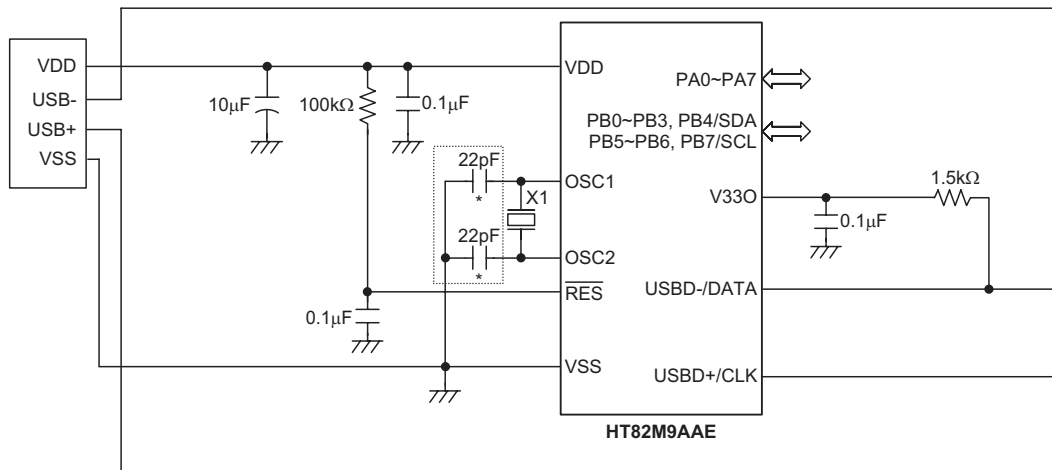 VDD
USB-
USB+
VSS
10μF
100kΩ
0.1μF
22pF
*
22pF
*
X1
0.1μF
VDD
OSC1
OSC2
RES
VSS
PA0~PA7
PB0~PB3, PB4/SDA
PB5~PB6, PB7/SCL
V33O
USBD-/DATA
USBD+/CLK
0.1μF
1.5kΩ
HT82M9AAE